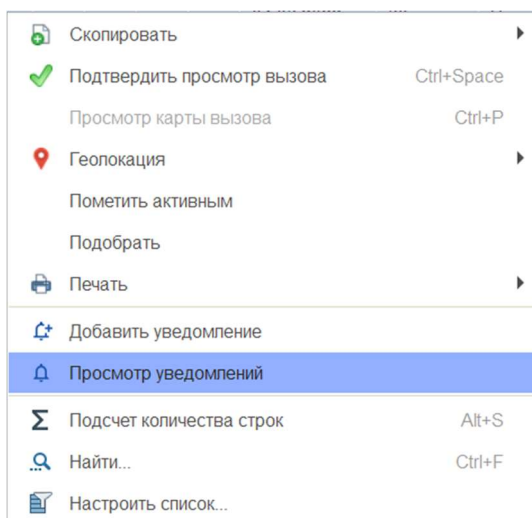 Скопировать
Подтвердить просмотр вызова Ctrl+Space
Просмотр карты вызова Ctrl+P
Геолокация
Пометить активным
Подобрать
Печать
Добавить уведомление
Просмотр уведомлений
Подсчет количества строк Alt+S
Найти... Ctrl+F
Настроить список...